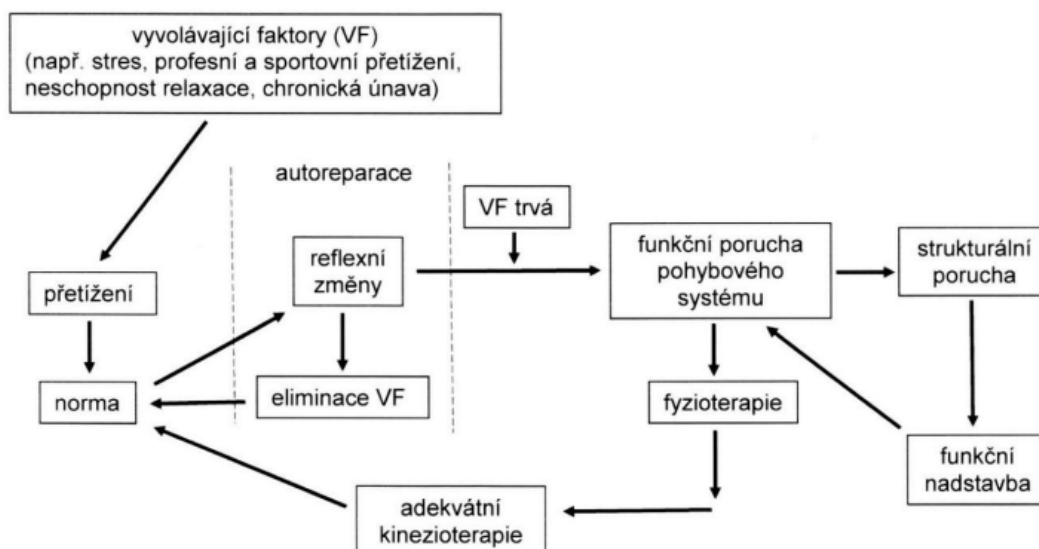 vyvolávající faktory (VF)
(např. stres, profesní a sportovní přetížení,
neschopnost relaxace, chronická únava)
autoreparace
VF trvá
přetížení
reflexní
změny
funkční porucha
pohybového
systému
strukturální
porucha
norma
eliminace VF
fyzioterapie
funkční
nadstavba
adekvátní
kinezioterapie